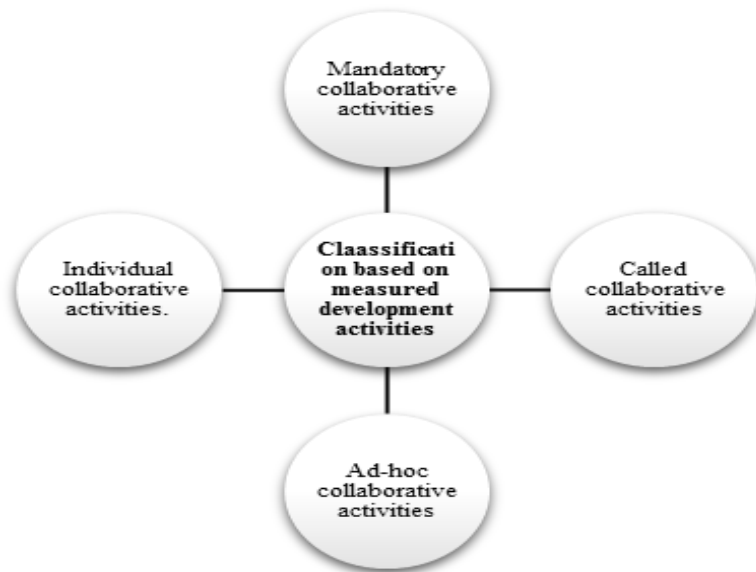 Mandatory
collaborative
activities
Individual
collaborative
activities.
Claassificati
on based on
measured
development
activities
Called
collaborative
activities
Ad-hoc
collaborative
activities